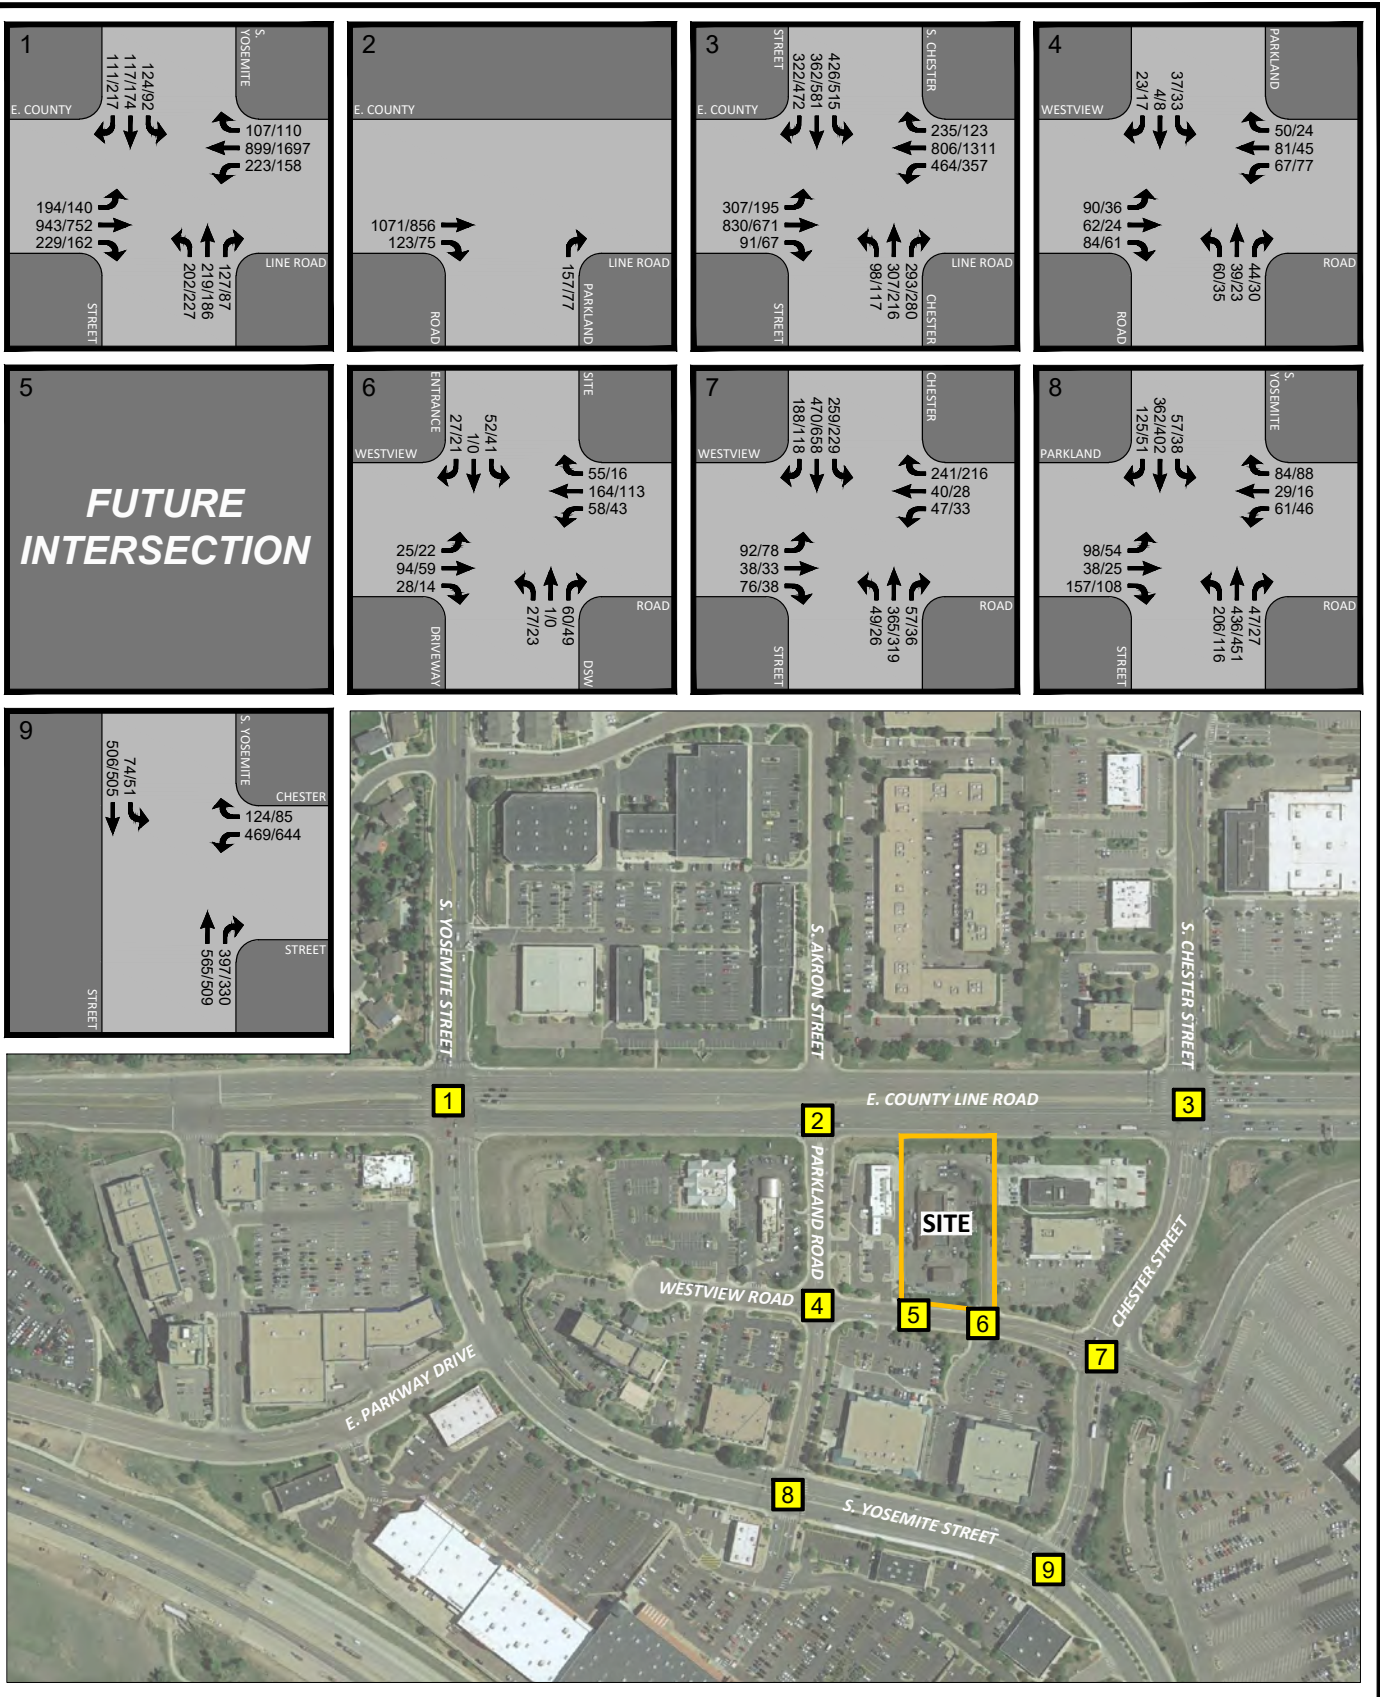 1
S.
YOSEMITE
E. COUNTY
111/217
117/174
124/92
107/110
899/1697
223/158
194/140
943/752
229/162
202/227
219/186
127/87
LINE ROAD
STREET
2
E. COUNTY
1071/856
123/75
157/77
LINE ROAD
ROAD
PARKLAND
3
STREET
S. CHESTER
E. COUNTY
322/472
362/581
426/515
235/123
806/1311
464/357
307/195
830/671
91/67
98/117
307/216
293/280
LINE ROAD
STREET
CHESTER
4
PARKLAND
WESTVIEW
23/17
4/8
37/33
50/24
81/45
67/77
90/36
62/24
84/61
60/35
39/23
44/30
ROAD
ROAD
5
FUTURE
INTERSECTION
6
ENTRANCE
SITE
WESTVIEW
27/21
1/0
52/41
55/16
164/113
58/43
25/22
94/59
28/14
27/23
1/0
60/49
ROAD
DRIVEWAY
DSW
7
CHESTER
WESTVIEW
188/118
470/658
259/229
241/216
40/28
47/33
92/78
38/33
76/38
49/26
365/319
57/36
ROAD
STREET
8
S.
YOSEMITE
PARKLAND
125/51
362/402
57/38
84/88
29/16
61/46
98/54
38/25
157/108
206/116
436/451
47/27
ROAD
STREET
9
S. YOSEMITE
CHESTER
506/505
74/51
124/85
469/644
565/509
397/330
STREET
STREET
S. YOSEMITE STREET
S. AKRON STREET
S. CHESTER STREET
1
2
3
E. COUNTY LINE ROAD
PARKLAND ROAD
SITE
CHESTER STREET
WESTVIEW ROAD
4
5
6
7
E. PARKWAY DRIVE
8
S. YOSEMITE STREET
9